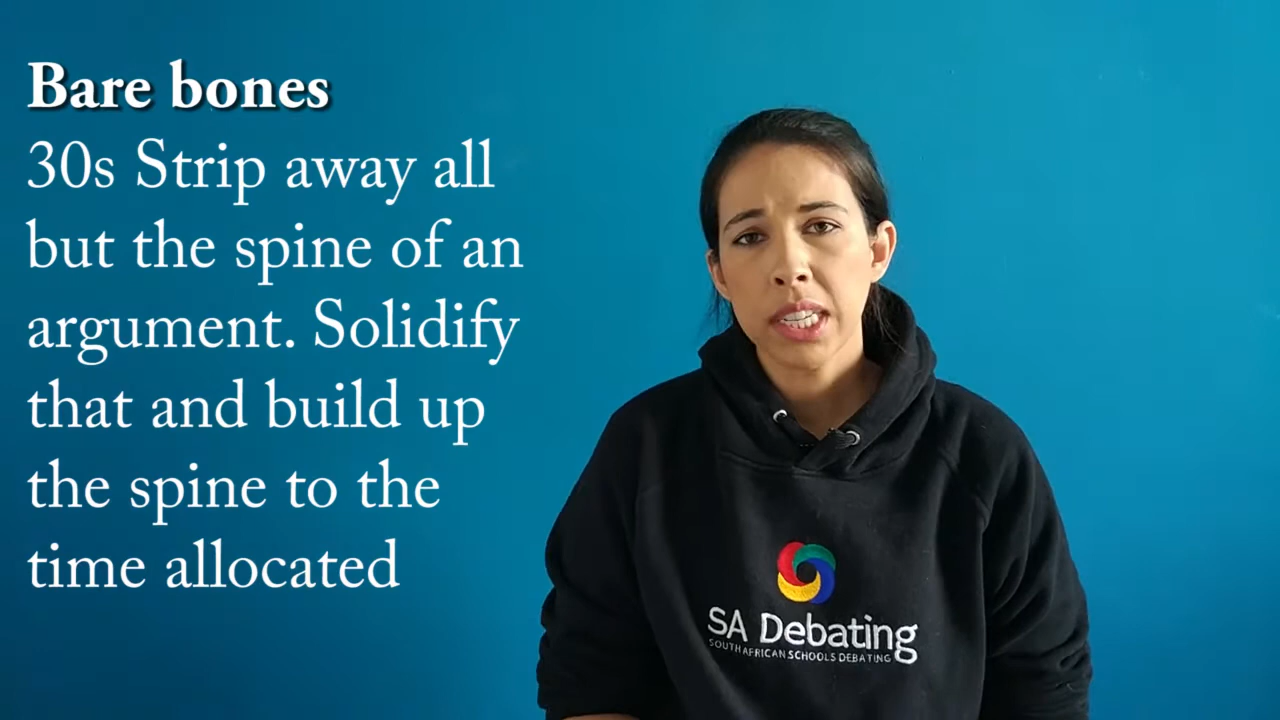 Bare bones
30s Strip away all
but the spine of an
argument. Solidify
that and build up
the spine to the
time allocated
SA Debating
SOUTH AFRICAN SCHOOLS DEBATING